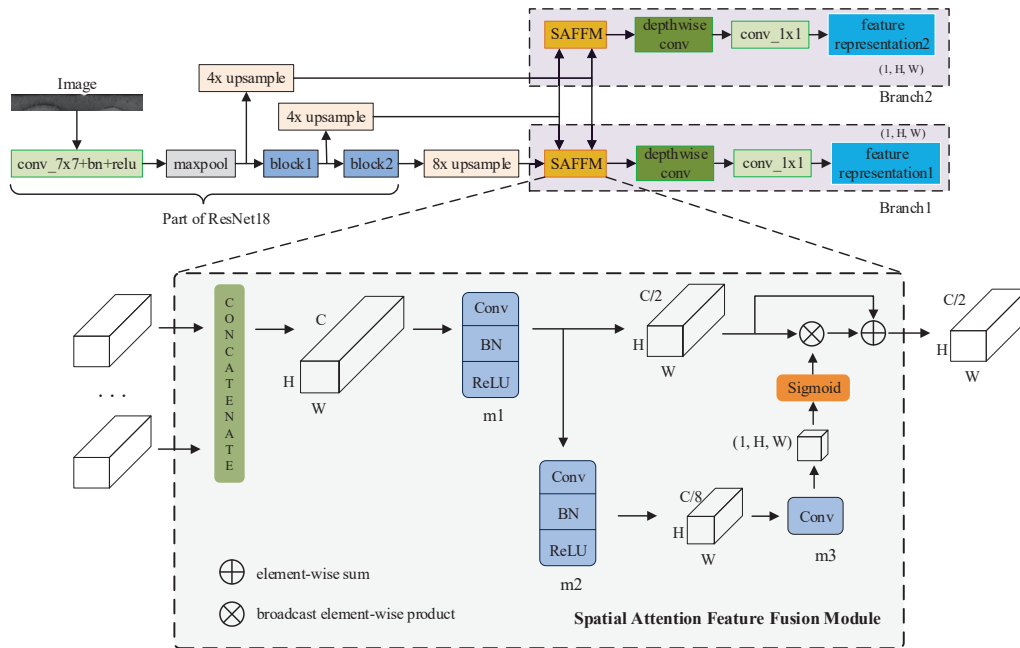 SAFFM
depthwise
conv
conv_1x1
feature
representation2
(1, H, W)
Branch2
Image
4x upsample
4x upsample
conv_7x7+bn+relu
maxpool
block1
block2
8x upsample
SAFFM
depthwise
conv
conv_1x1
(1, H, W)
feature
representation1
Branch1
Part of ResNet18
CONCATENATE
C
H
W
Conv
BN
ReLU
m1
C/2
H
W
Sigmoid
C/2
H
W
. . .
(1, H, W)
Conv
BN
ReLU
m2
C/8
H
W
Conv
m3
element-wise sum
broadcast element-wise product
Spatial Attention Feature Fusion Module